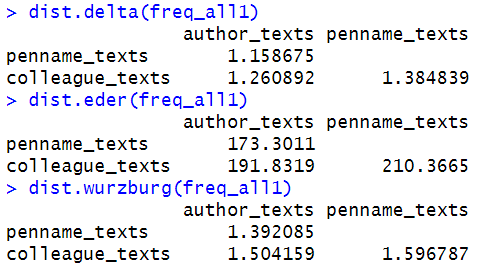 > dist.delta(freq_all1)
author_texts penname_texts
penname_texts 1.158675
colleague_texts 1.260892 1.384839
> dist.eder(freq_all1)
author_texts penname_texts
penname_texts 173.3011
colleague_texts 191.8319 210.3665
> dist.wurzburg(freq_all1)
author_texts penname_texts
penname_texts 1.392085
colleague_texts 1.504159 1.596787